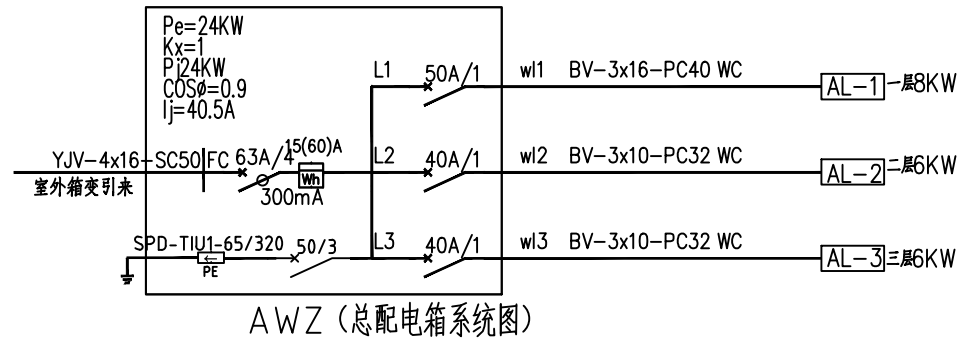 Pe=24KW
Kx=1
Pj24KW
COSø=0.9
Ij=40.5A
L1 50A/1 wl1 BV-3x16-PC40 WC AL-1 一层8KW
YJV-4x16-SC50 FC 63A/4 15(60)A L2 40A/1 wl2 BV-3x10-PC32 WC AL-2 二层6KW
室外箱变引来 Wh
300mA
SPD-TIU1-65/320 50/3 L3 40A/1 wl3 BV-3x10-PC32 WC AL-3 三层6KW
PE
AWZ（总配电箱系统图）